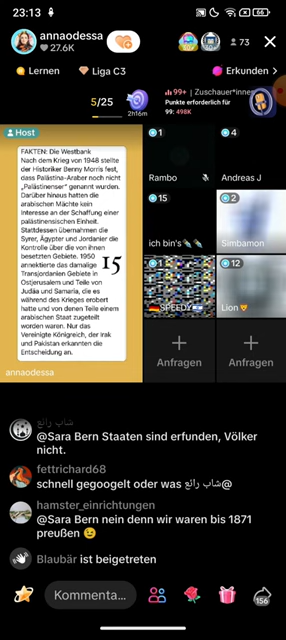 23:13
66
annaodessa
27.6K
73
Lernen
Liga C3
Erkunden
5/25
2h16m
99+ Zuschauer*innen
Punkte erforderlich für
99: 498K
Host
FAKTEN: Die Westbank
Nach dem Krieg von 1948 stellte
der Historiker Benny Morris fest,
dass Palästina-Araber noch nicht
„Palästinenser" genannt wurden.
Darüber hinaus hatten die
arabischen Mächte kein
Interesse an der Schaffung einer
palästinensischen Einheit.
Stattdessen übernahmen die
Syrer, Ägypter und Jordanier die
Kontrolle über die von ihnen
besetzten Gebiete. 1950
annektierte das damalige
Transjordanien Gebiete in
Ostjerusalem und Teile von
Judäa und Samaria, die es
während des Krieges erobert
hatte und von denen Teile einem
arabischen Staat zugeteilt
worden waren. Nur das
Vereinigte Königreich, der Irak
und Pakistan erkannten die
Entscheidung an.
15
annaodessa
1
Rambo
4
Andreas J
15
ich bin's
2
Simbamon
1
SPEEDY
12
Lion
Anfragen
Anfragen
شاب رائع
@Sara Bern Staaten sind erfunden, Völker
nicht.
fettrichard68
schnell gegoogelt oder was شاب رائع@
hamster_einrichtungen
@Sara Bern nein denn wir waren bis 1871
preußen 😉
Blaubär ist beigetreten
Kommenta...
156